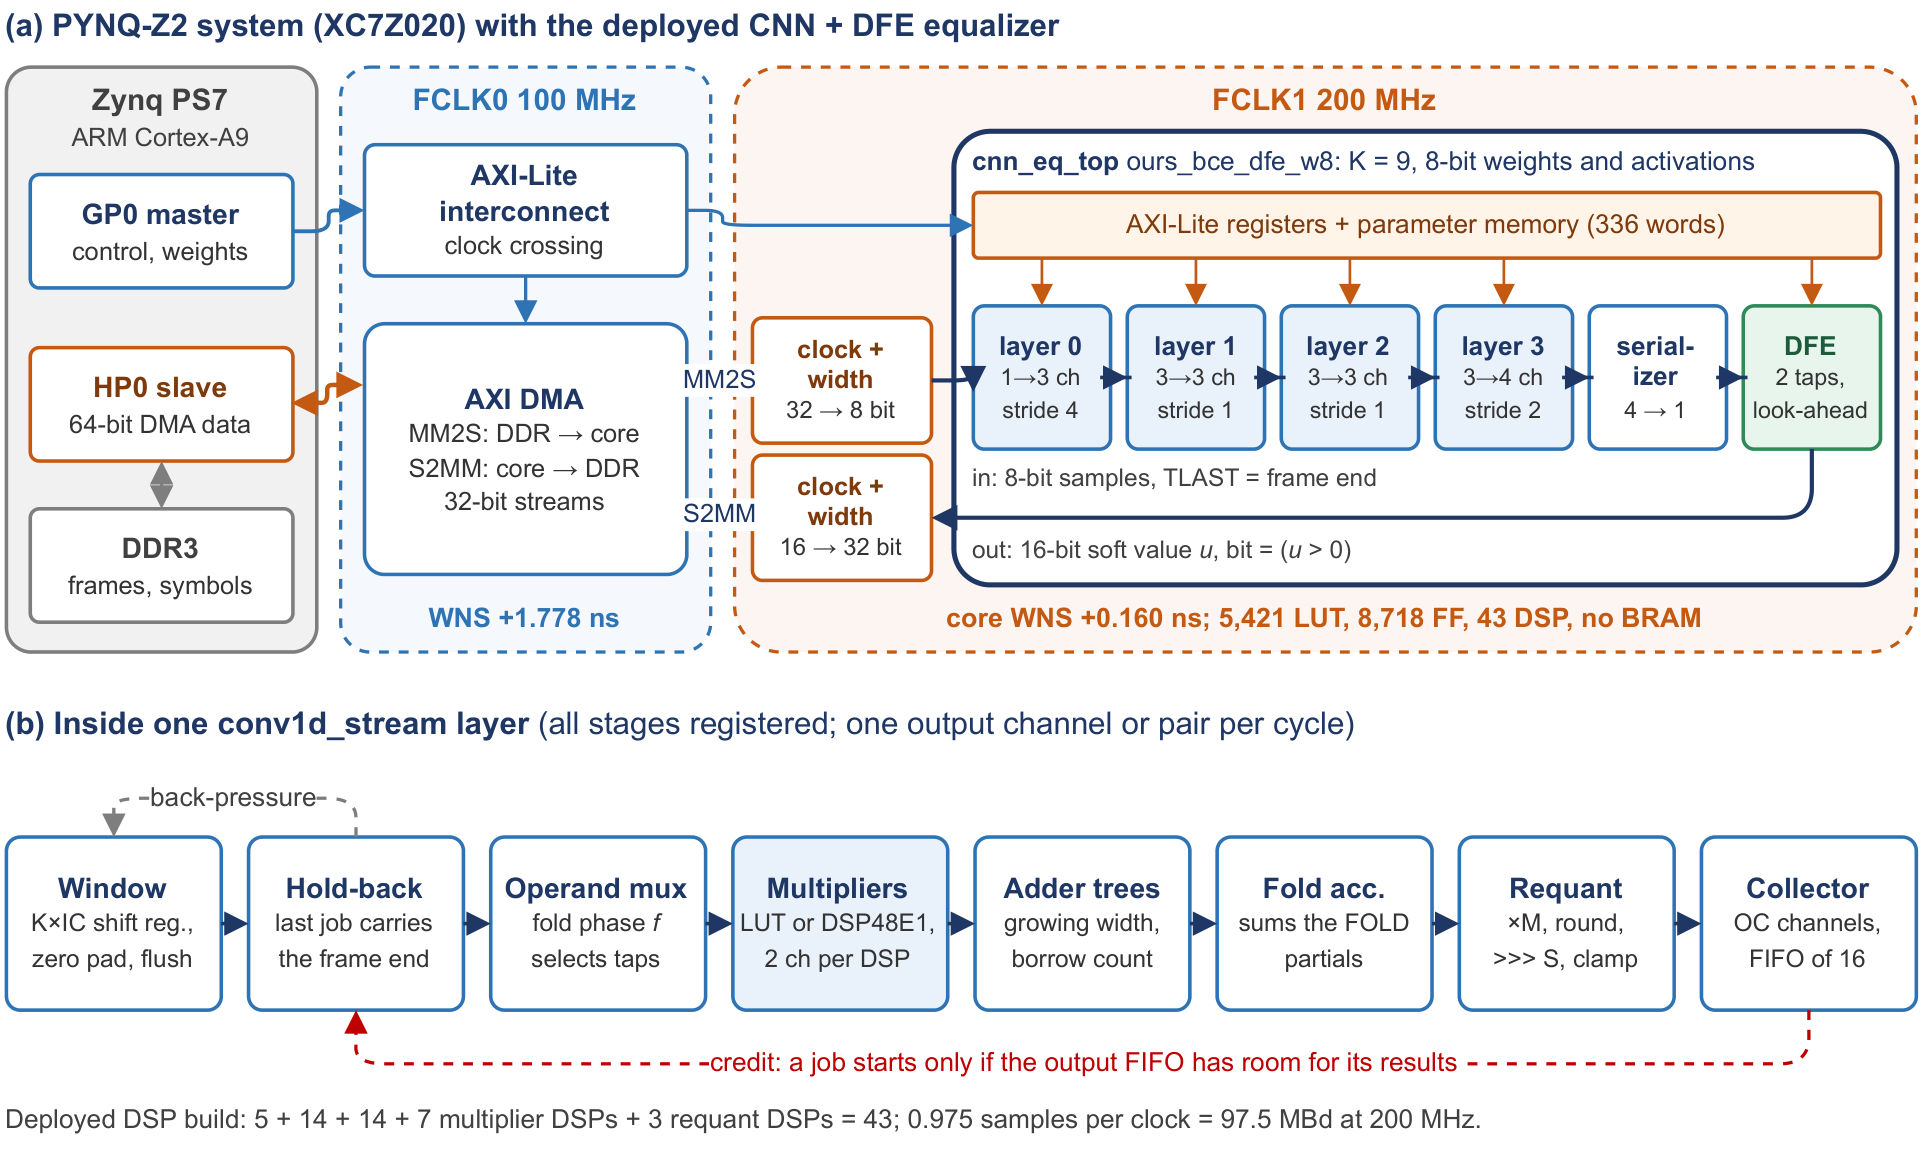 (a) PYNQ-Z2 system (XC7Z020) with the deployed CNN + DFE equalizer
Zynq PS7
ARM Cortex-A9
GP0 master
control, weights
HP0 slave
64-bit DMA data
DDR3
frames, symbols
FCLK0 100 MHz
AXI-Lite
interconnect
clock crossing
AXI DMA
MM2S: DDR → core
S2MM: core → DDR
32-bit streams
WNS +1.778 ns
MM2S
S2MM
FCLK1 200 MHz
clock +
width
32 → 8 bit
clock +
width
16 → 32 bit
cnn_eq_top ours_bce_dfe_w8: K = 9, 8-bit weights and activations
AXI-Lite registers + parameter memory (336 words)
layer 0
1→3 ch
stride 4
layer 1
3→3 ch
stride 1
layer 2
3→3 ch
stride 1
layer 3
3→4 ch
stride 2
serial-
izer
4 → 1
DFE
2 taps,
look-ahead
in: 8-bit samples, TLAST = frame end
out: 16-bit soft value u, bit = (u > 0)
core WNS +0.160 ns; 5,421 LUT, 8,718 FF, 43 DSP, no BRAM
(b) Inside one conv1d_stream layer (all stages registered; one output channel or pair per cycle)
back-pressure
Window
K×IC shift reg.,
zero pad, flush
Hold-back
last job carries
the frame end
Operand mux
fold phase f
selects taps
Multipliers
LUT or DSP48E1,
2 ch per DSP
Adder trees
growing width,
borrow count
Fold acc.
sums the FOLD
partials
Requant
×M, round,
>>> S, clamp
Collector
OC channels,
FIFO of 16
credit: a job starts only if the output FIFO has room for its results
Deployed DSP build: 5 + 14 + 14 + 7 multiplier DSPs + 3 requant DSPs = 43; 0.975 samples per clock = 97.5 MBd at 200 MHz.